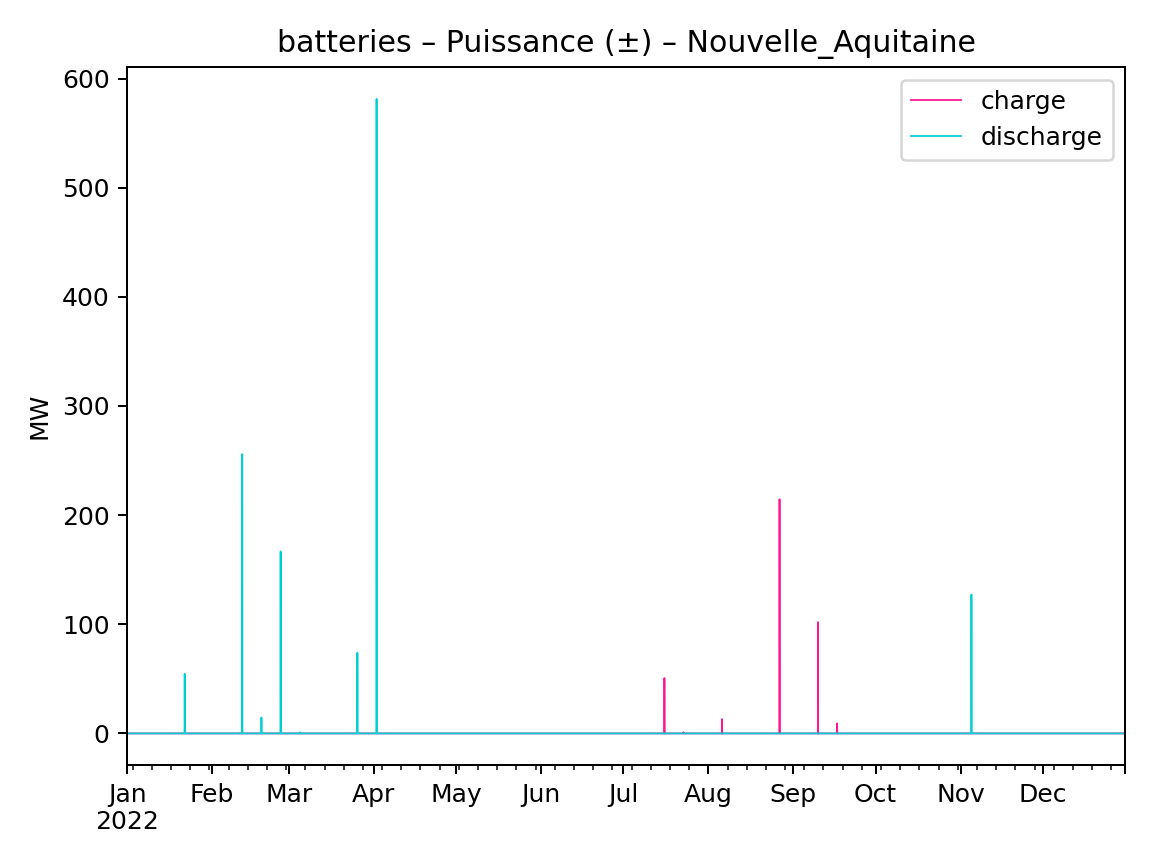 batteries – Puissance (±) – Nouvelle_Aquitaine
charge
discharge
MW
600
500
400
300
200
100
0
Jan Feb Mar Apr May Jun Jul Aug Sep Oct Nov Dec
2022